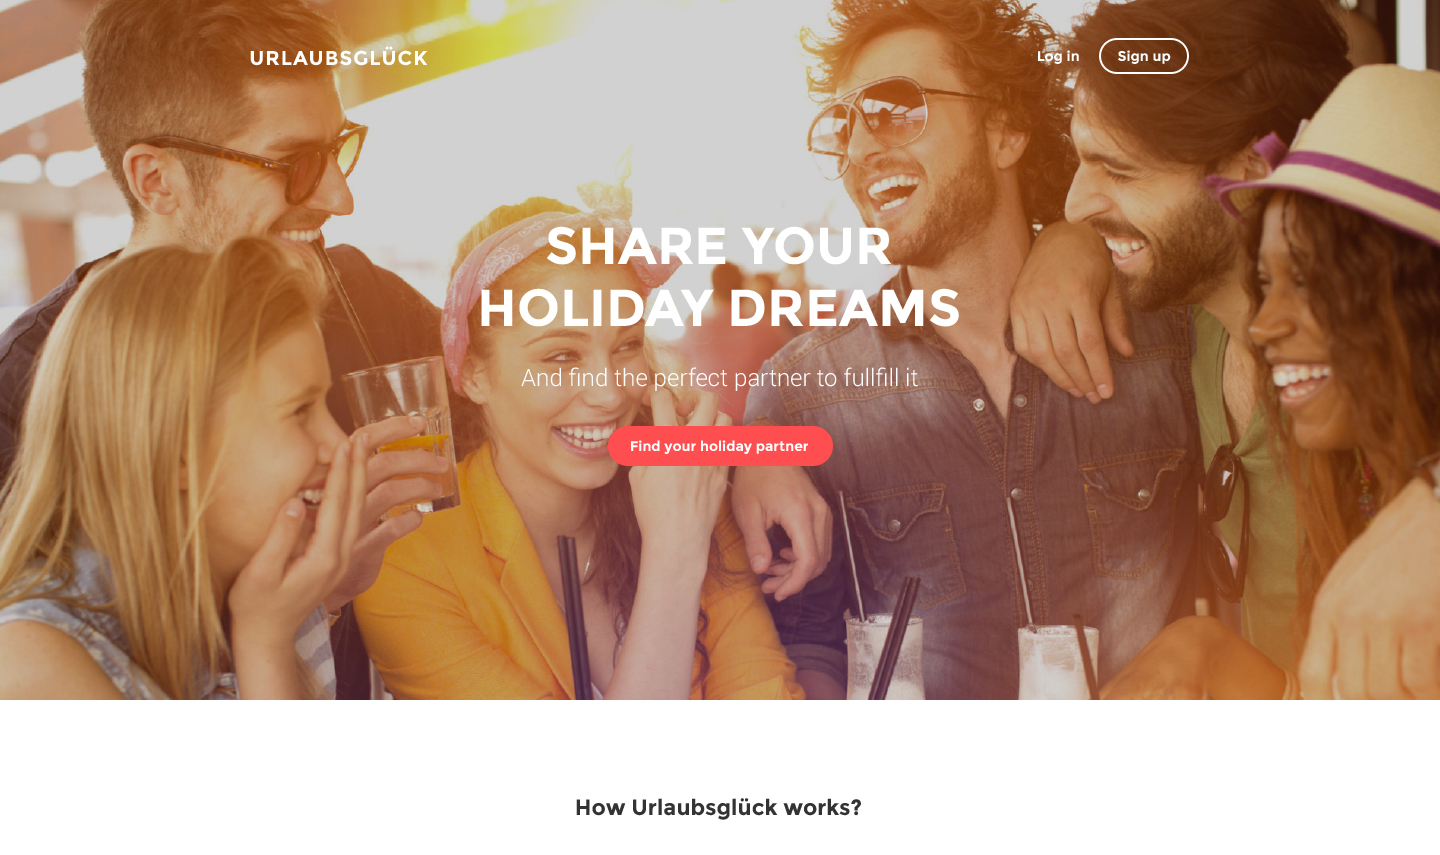 URLAUBSGLÜCK
Log in
Sign up
SHARE YOUR
HOLIDAY DREAMS
And find the perfect partner to fullfill it
Find your holiday partner
How Urlaubsglück works?